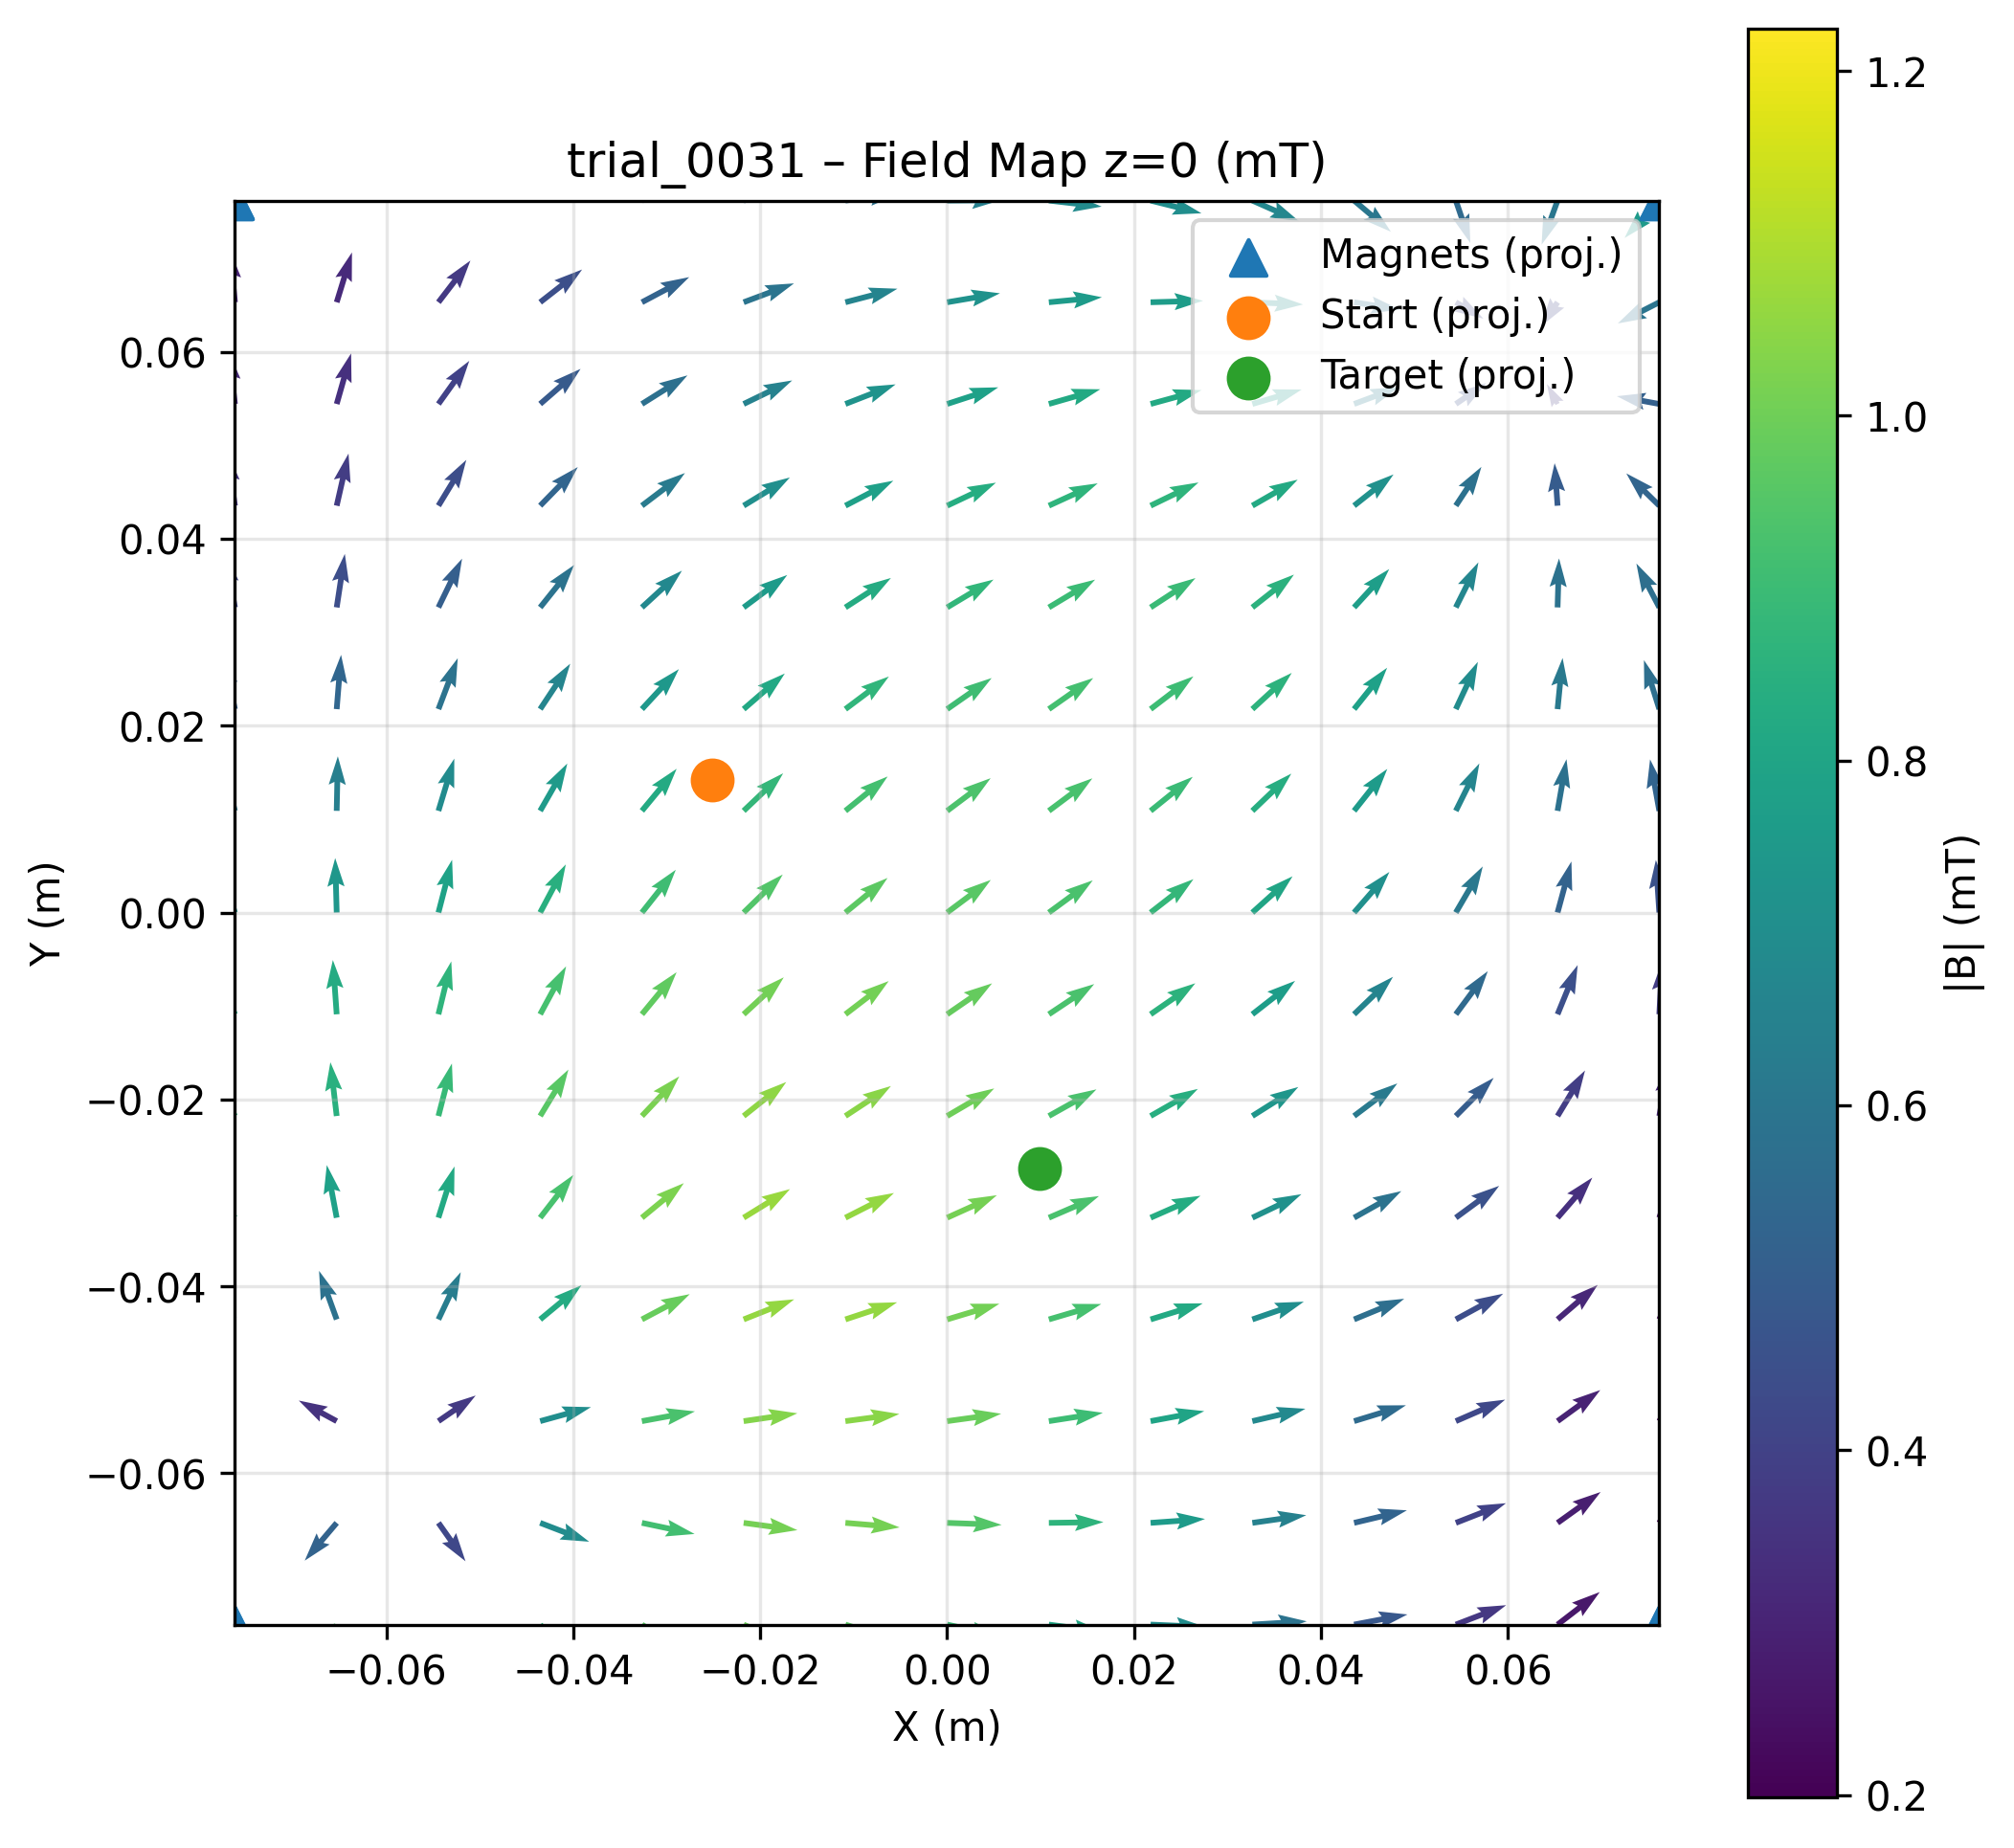 trial_0031 – Field Map z=0 (mT)
Magnets (proj.)
Start (proj.)
Target (proj.)
0.06
0.04
0.02
0.00
−0.02
−0.04
−0.06
Y (m)
−0.06 −0.04 −0.02 0.00 0.02 0.04 0.06
X (m)
1.2
1.0
0.8
0.6
0.4
0.2
|B| (mT)